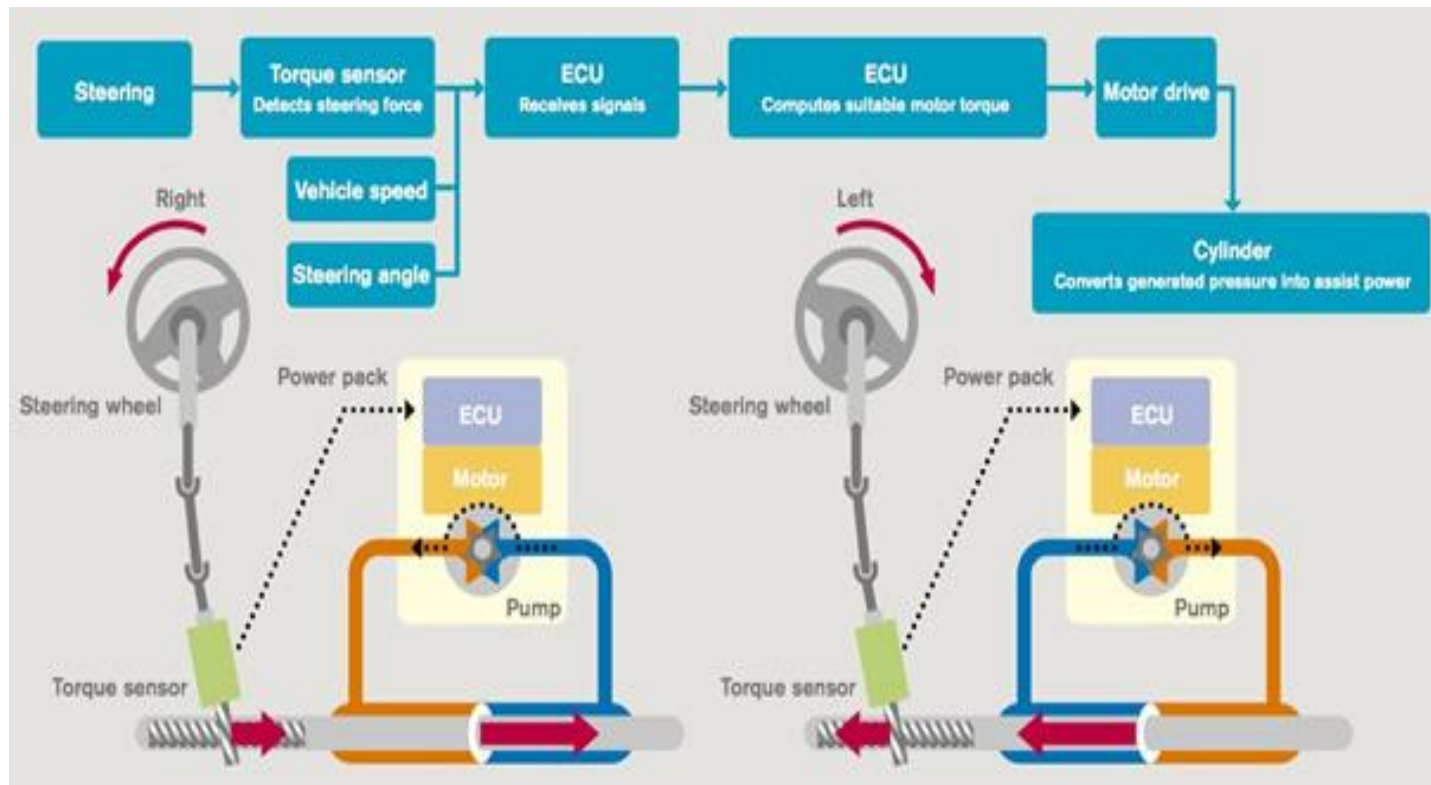 Steering
Torque sensor
Detects steering force
ECU
Receives signals
ECU
Computes suitable motor torque
Motor drive
Vehicle speed
Steering angle
Cylinder
Converts generated pressure into assist power
Right
Steering wheel
Power pack
ECU
Motor
Pump
Torque sensor
Left
Steering wheel
Power pack
ECU
Motor
Pump
Torque sensor